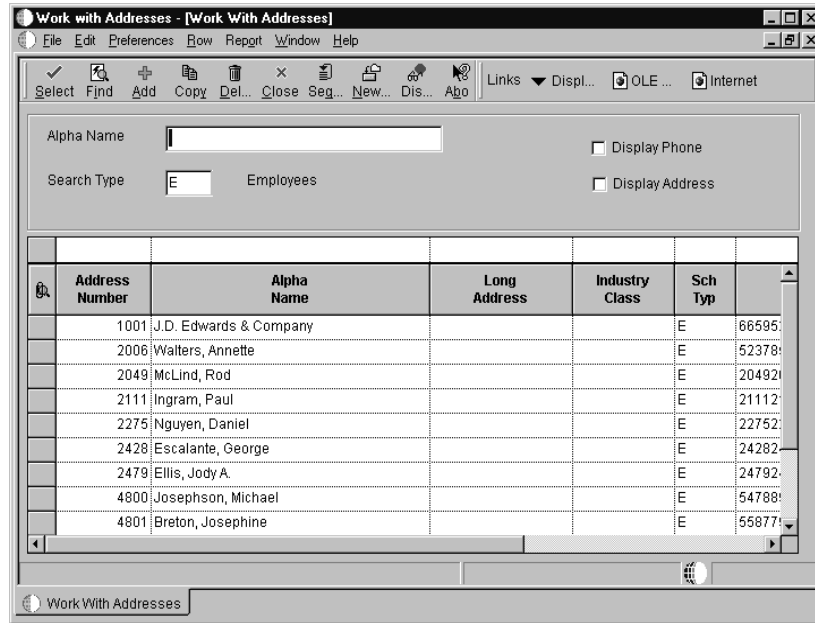 Work with Addresses - [Work With Addresses]
File Edit Preferences Row Report Window Help
Select Find Add Copy Del... Close Seq... New... Dis... Abo Links Displ... OLE ... Internet
Alpha Name
Display Phone
Search Type E Employees
Display Address
Address Number Alpha Name Long Address Industry Class Sch Typ
1001 J.D. Edwards & Company E
2006 Walters, Annette E
2049 McLind, Rod E
2111 Ingram, Paul E
2275 Nguyen, Daniel E
2428 Escalante, George E
2479 Ellis, Jody A. E
4800 Josephson, Michael E
4801 Breton, Josephine E
Work With Addresses